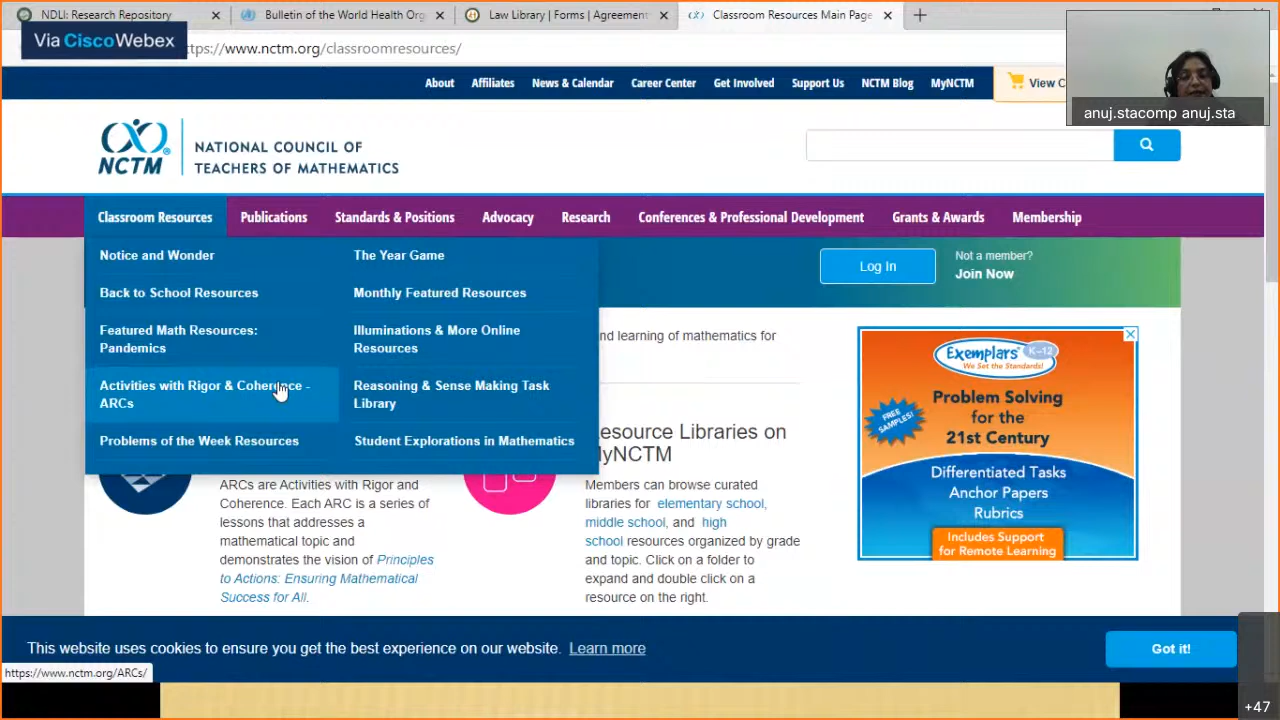 NDLI: Research Repository
Bulletin of the World Health Org
Law Library | Forms | Agreement
Classroom Resources Main Page
Via CiscoWebex
ttps://www.nctm.org/classroomresources/
anuj.stacomp anuj.sta
About
Affiliates
News & Calendar
Career Center
Get Involved
Support Us
NCTM Blog
MyNCTM
View C
NCTM
NATIONAL COUNCIL OF
TEACHERS OF MATHEMATICS
Classroom Resources
Publications
Standards & Positions
Advocacy
Research
Conferences & Professional Development
Grants & Awards
Membership
Notice and Wonder
The Year Game
Back to School Resources
Monthly Featured Resources
Featured Math Resources:
Pandemics
Illuminations & More Online
Resources
Activities with Rigor & Coherence -
ARCs
Reasoning & Sense Making Task
Library
Problems of the Week Resources
Student Explorations in Mathematics
Log In
Not a member?
Join Now
nd learning of mathematics for
ARCs are Activities with Rigor and
Coherence. Each ARC is a series of
lessons that addresses a
mathematical topic and
demonstrates the vision of Principles
to Actions: Ensuring Mathematical
Success for All.
esource Libraries on
yNCTM
Members can browse curated
libraries for elementary school,
middle school, and high
school resources organized by grade
and topic. Click on a folder to
expand and double click on a
resource on the right.
Exemplars K-12
We Set the Standards!
FREE
SAMPLES!
Problem Solving
for the
21st Century
Differentiated Tasks
Anchor Papers
Rubrics
Includes Support
for Remote Learning
This website uses cookies to ensure you get the best experience on our website. Learn more
Got it!
https://www.nctm.org/ARCs/
+47